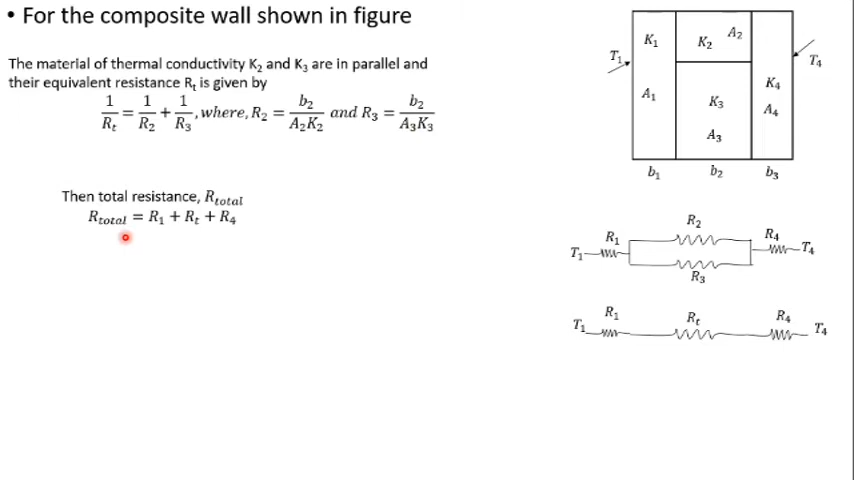 • For the composite wall shown in figure
The material of thermal conductivity K₂ and K₃ are in parallel and
their equivalent resistance Rₜ is given by
1/Rₜ = 1/R₂ + 1/R₃, where, R₂ = b₂/A₂K₂ and R₃ = b₂/A₃K₃
Then total resistance, Rₜₒₜₐₗ
Rₜₒₜₐₗ = R₁ + Rₜ + R₄
K₁ K₂ A₂
T₁ T₄
A₁ K₃ K₄
A₃ A₄
b₁ b₂ b₃
R₂
R₁ R₄
T₁ T₄
R₃
R₁ Rₜ R₄
T₁ T₄